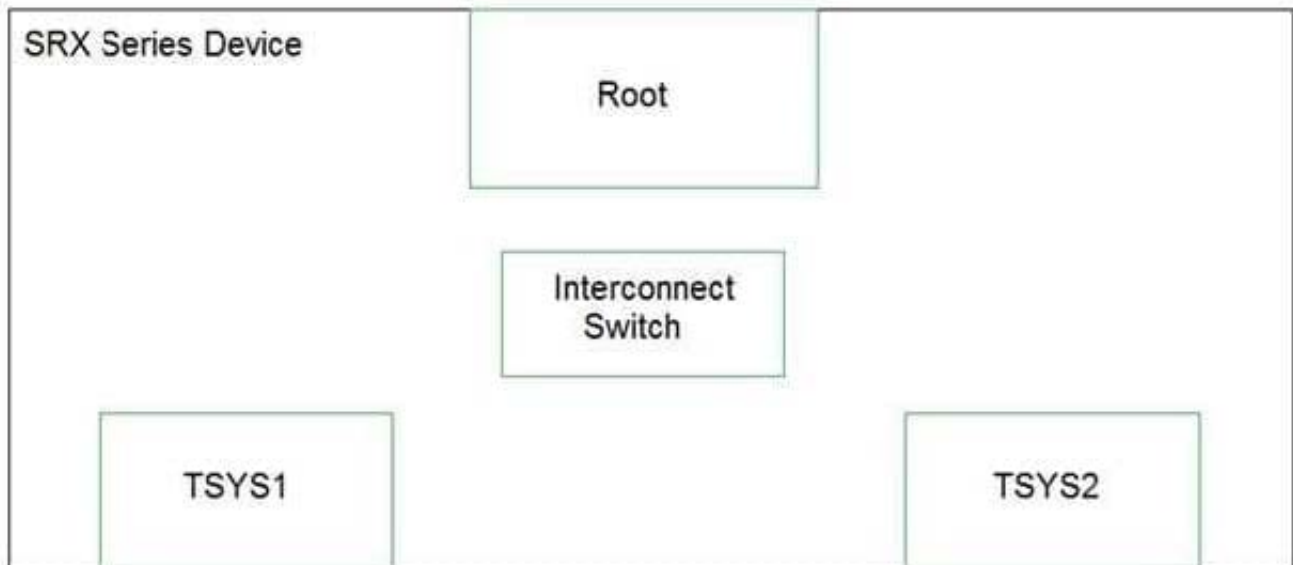 SRX Series Device
Root
Interconnect
Switch
TSYS1
TSYS2